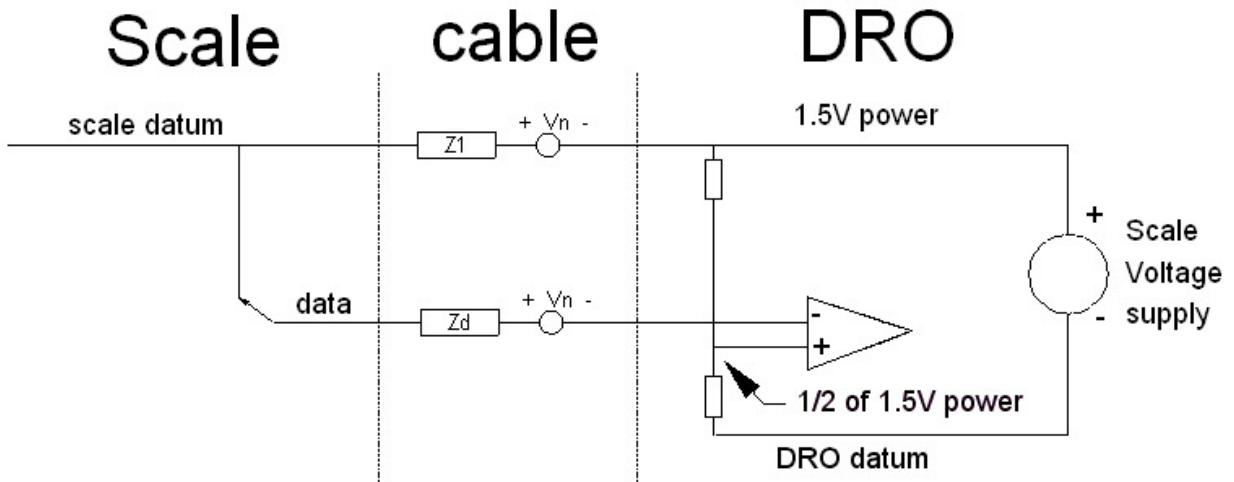 Scale
cable
DRO
scale datum
+ Vn -
1.5V power
Z1
+
Scale
Voltage
supply
-
data
+ Vn -
Zd
-
+
1/2 of 1.5V power
DRO datum